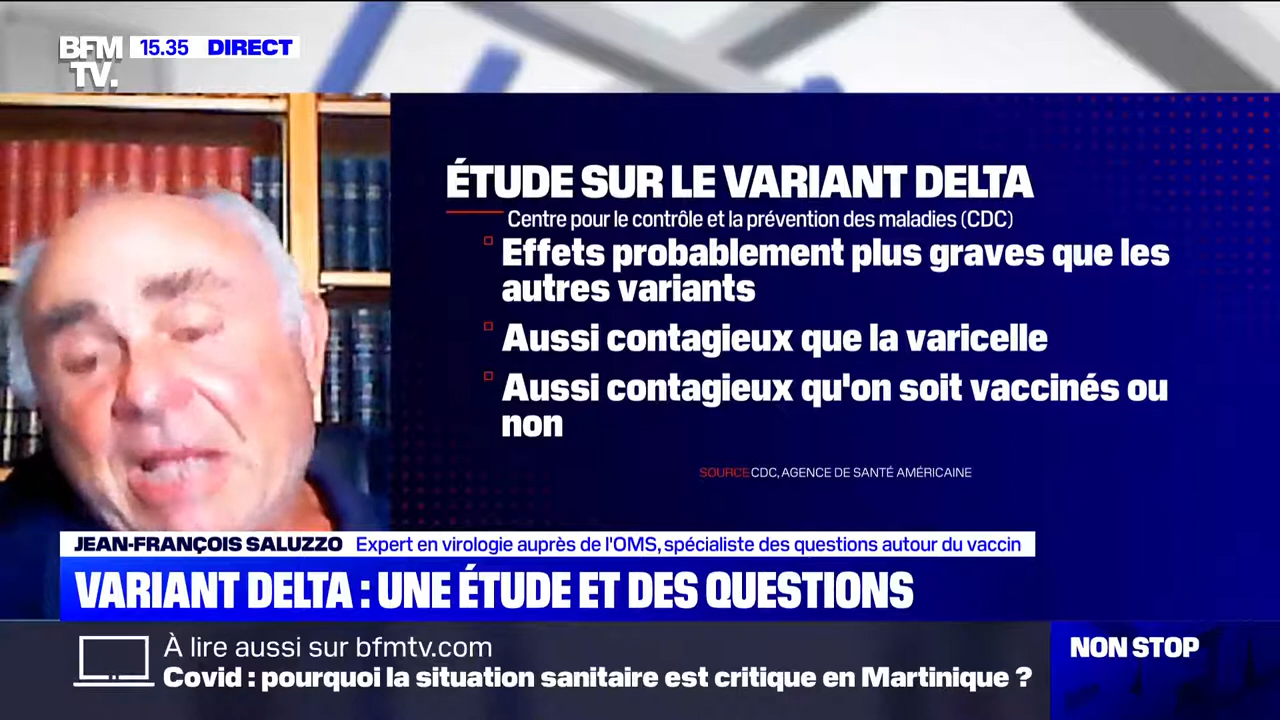 BFM
TV.
15.35 DIRECT
ÉTUDE SUR LE VARIANT DELTA
Centre pour le contrôle et la prévention des maladies (CDC)
Effets probablement plus graves que les
autres variants
Aussi contagieux que la varicelle
Aussi contagieux qu'on soit vaccinés ou
non
SOURCE CDC, AGENCE DE SANTÉ AMÉRICAINE
JEAN-FRANÇOIS SALUZZO Expert en virologie auprès de l'OMS, spécialiste des questions autour du vaccin
VARIANT DELTA : UNE ÉTUDE ET DES QUESTIONS
À lire aussi sur bfmtv.com
Covid : pourquoi la situation sanitaire est critique en Martinique ?
NON STOP